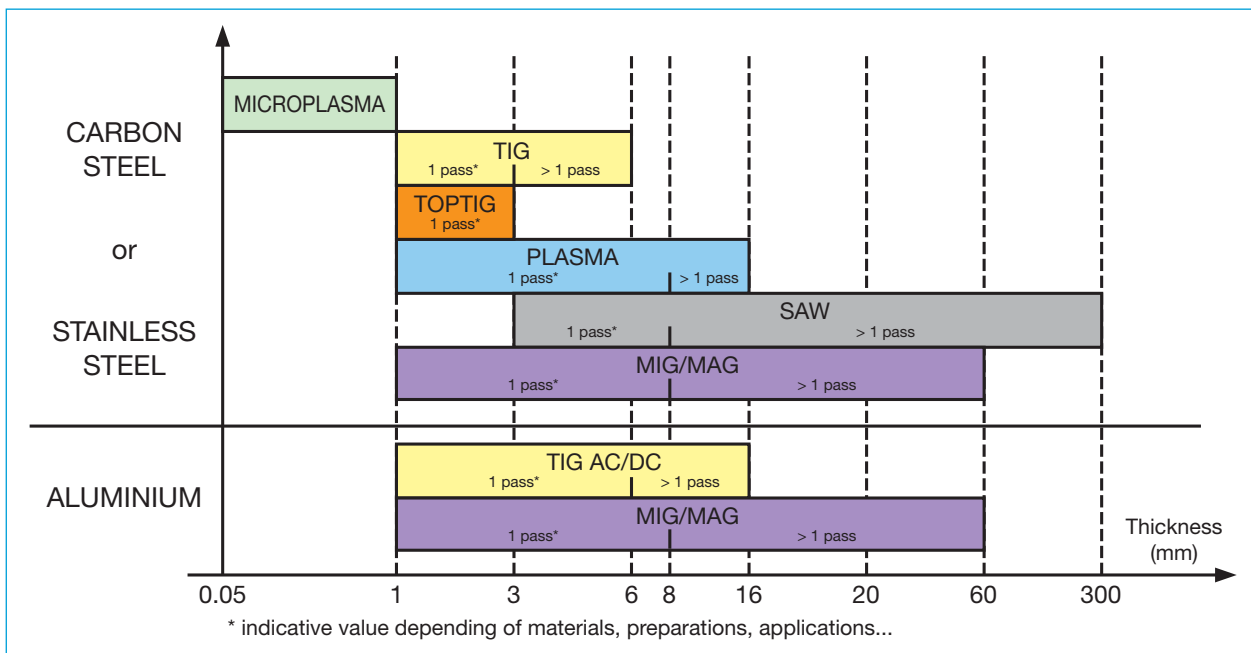 MICROPLASMA
CARBON
STEEL
TIG
1 pass* > 1 pass
TOPTIG
1 pass*
or
PLASMA
1 pass* > 1 pass
SAW
1 pass* > 1 pass
STAINLESS
STEEL
MIG/MAG
1 pass* > 1 pass
TIG AC/DC
1 pass* > 1 pass
ALUMINIUM
MIG/MAG
1 pass* > 1 pass
Thickness
(mm)
0.05 1 3 6 8 16 20 60 300
* indicative value depending of materials, preparations, applications...